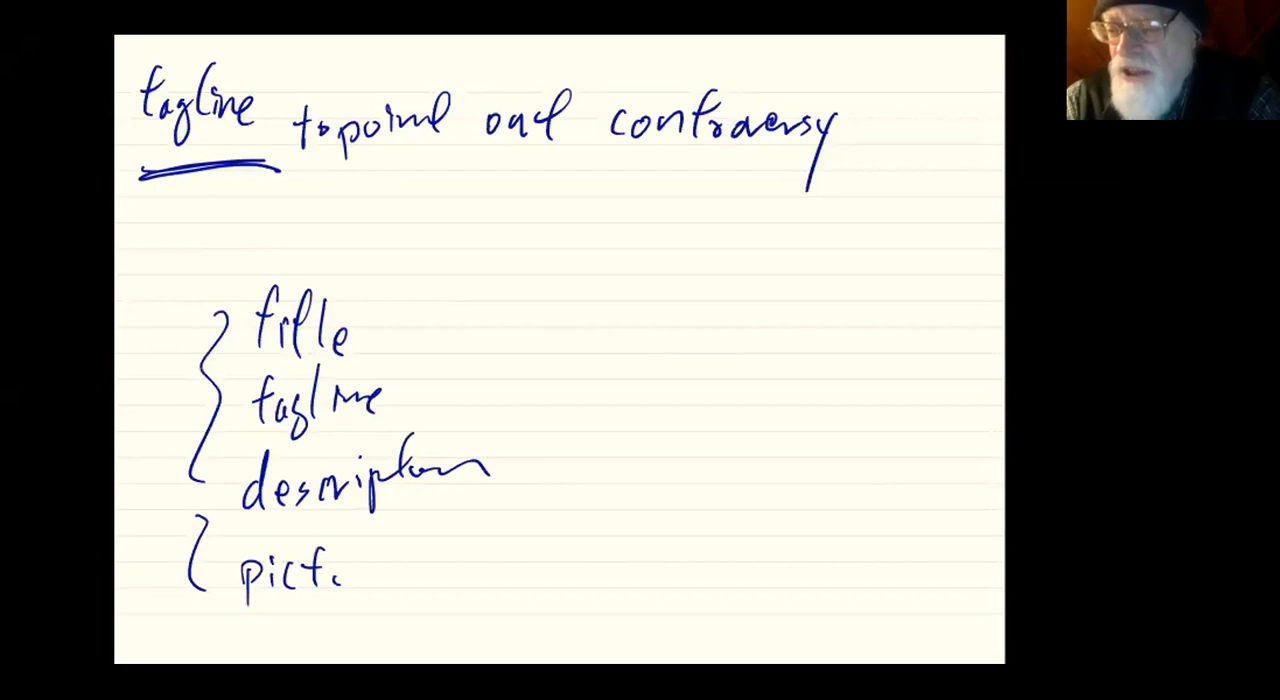 tagline to point out controversy
title
tagline
description
pict